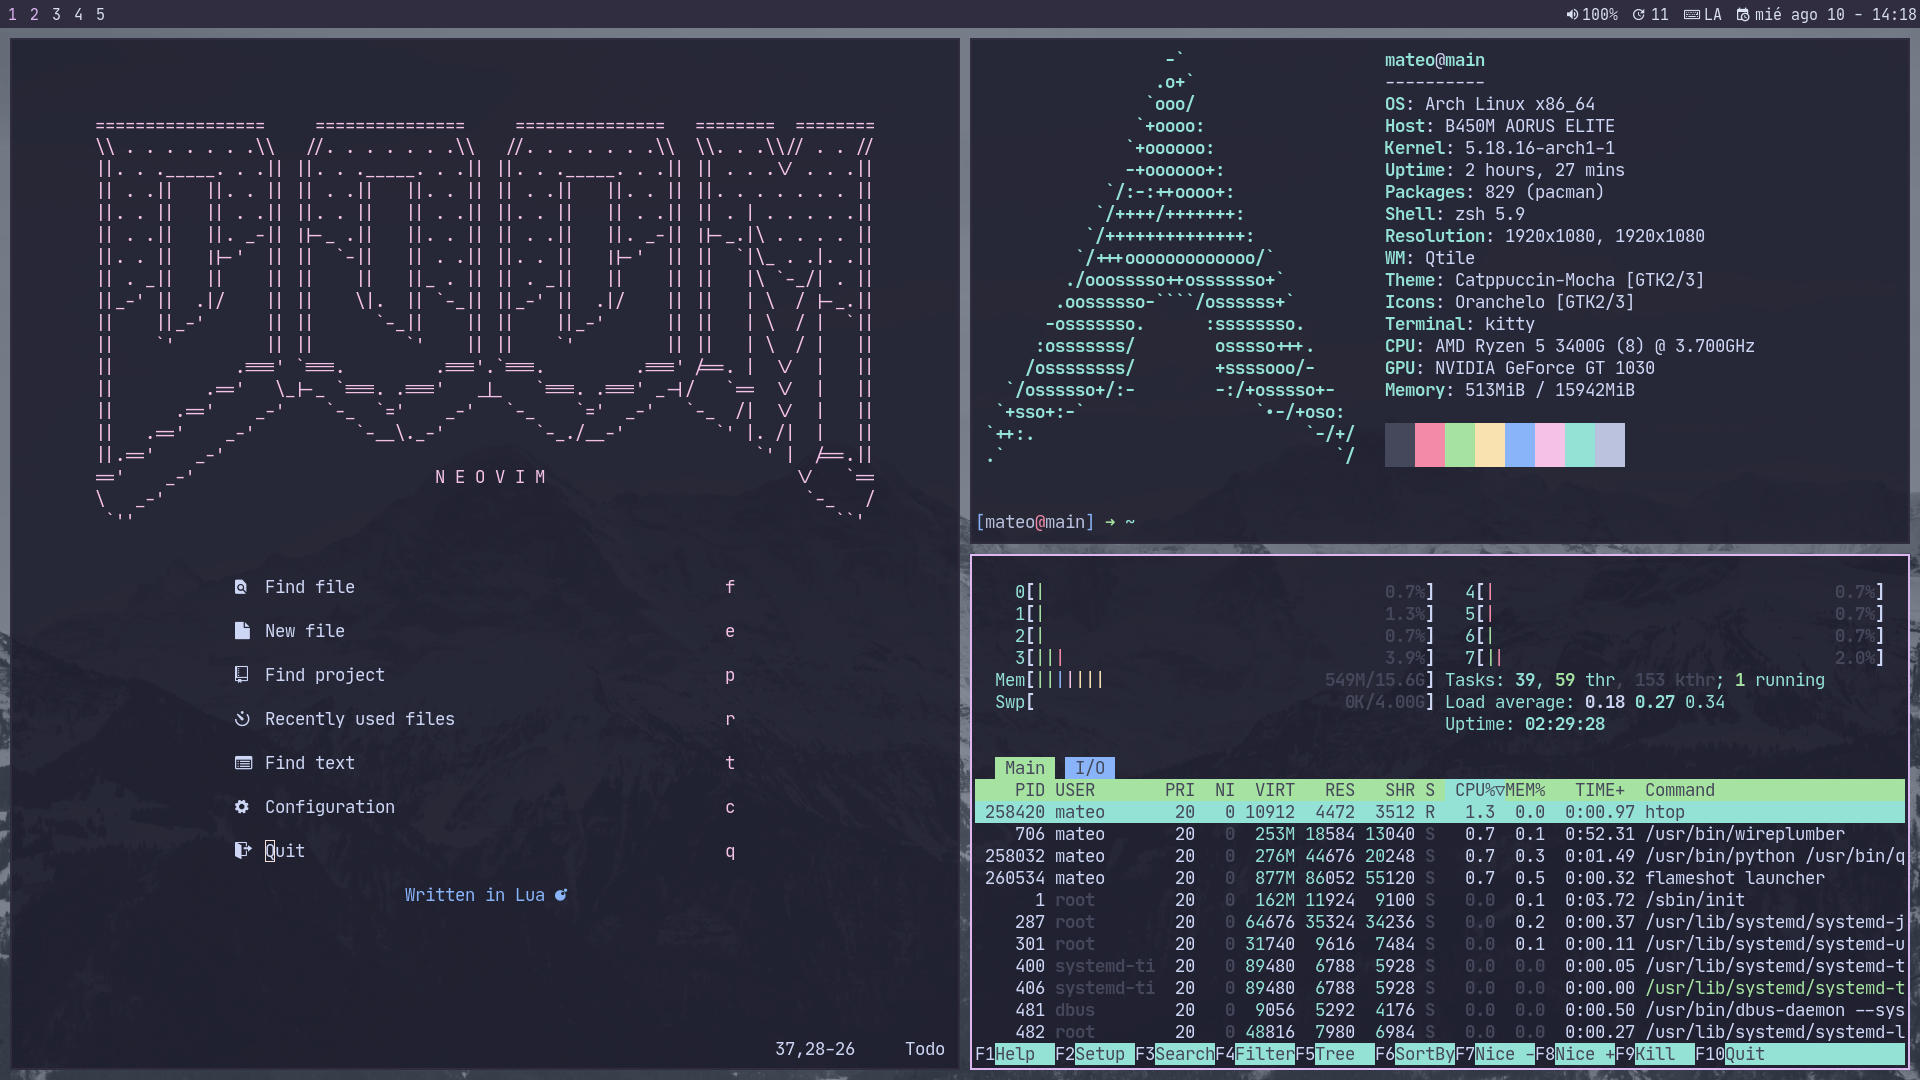 1 2 3 4 5
100% 11 LA mié ago 10 - 14:18
NEOVIM
Find file f
New file e
Find project p
Recently used files r
Find text t
Configuration c
Quit q
Written in Lua
37,28-26 Todo
mateo@main
----------
OS: Arch Linux x86_64
Host: B450M AORUS ELITE
Kernel: 5.18.16-arch1-1
Uptime: 2 hours, 27 mins
Packages: 829 (pacman)
Shell: zsh 5.9
Resolution: 1920x1080, 1920x1080
WM: Qtile
Theme: Catppuccin-Mocha [GTK2/3]
Icons: Oranchelo [GTK2/3]
Terminal: kitty
CPU: AMD Ryzen 5 3400G (8) @ 3.700GHz
GPU: NVIDIA GeForce GT 1030
Memory: 513MiB / 15942MiB
[mateo@main] ➜ ~
0[| 0.7%] 4[| 0.7%]
1[| 1.3%] 5[| 0.7%]
2[| 0.7%] 6[| 0.7%]
3[||| 3.9%] 7[|| 2.0%]
Mem[||||||| 549M/15.6G] Tasks: 39, 59 thr, 153 kthr; 1 running
Swp[ 0K/4.00G] Load average: 0.18 0.27 0.34
Uptime: 02:29:28
Main I/O
PID USER PRI NI VIRT RES SHR S CPU%▽MEM% TIME+ Command
258420 mateo 20 0 10912 4472 3512 R 1.3 0.0 0:00.97 htop
706 mateo 20 0 253M 18584 13040 S 0.7 0.1 0:52.31 /usr/bin/wireplumber
258032 mateo 20 0 276M 44676 20248 S 0.7 0.3 0:01.49 /usr/bin/python /usr/bin/q
260534 mateo 20 0 877M 86052 55120 S 0.7 0.5 0:00.32 flameshot launcher
1 root 20 0 162M 11924 9100 S 0.0 0.1 0:03.72 /sbin/init
287 root 20 0 64676 35324 34236 S 0.0 0.2 0:00.37 /usr/lib/systemd/systemd-j
301 root 20 0 31740 9616 7484 S 0.0 0.1 0:00.11 /usr/lib/systemd/systemd-u
400 systemd-ti 20 0 89480 6788 5928 S 0.0 0.0 0:00.05 /usr/lib/systemd/systemd-t
406 systemd-ti 20 0 89480 6788 5928 S 0.0 0.0 0:00.00 /usr/lib/systemd/systemd-t
481 dbus 20 0 9056 5292 4176 S 0.0 0.0 0:00.50 /usr/bin/dbus-daemon --sys
482 root 20 0 48816 7980 6984 S 0.0 0.0 0:00.27 /usr/lib/systemd/systemd-l
F1Help F2Setup F3SearchF4FilterF5Tree F6SortByF7Nice -F8Nice +F9Kill F10Quit